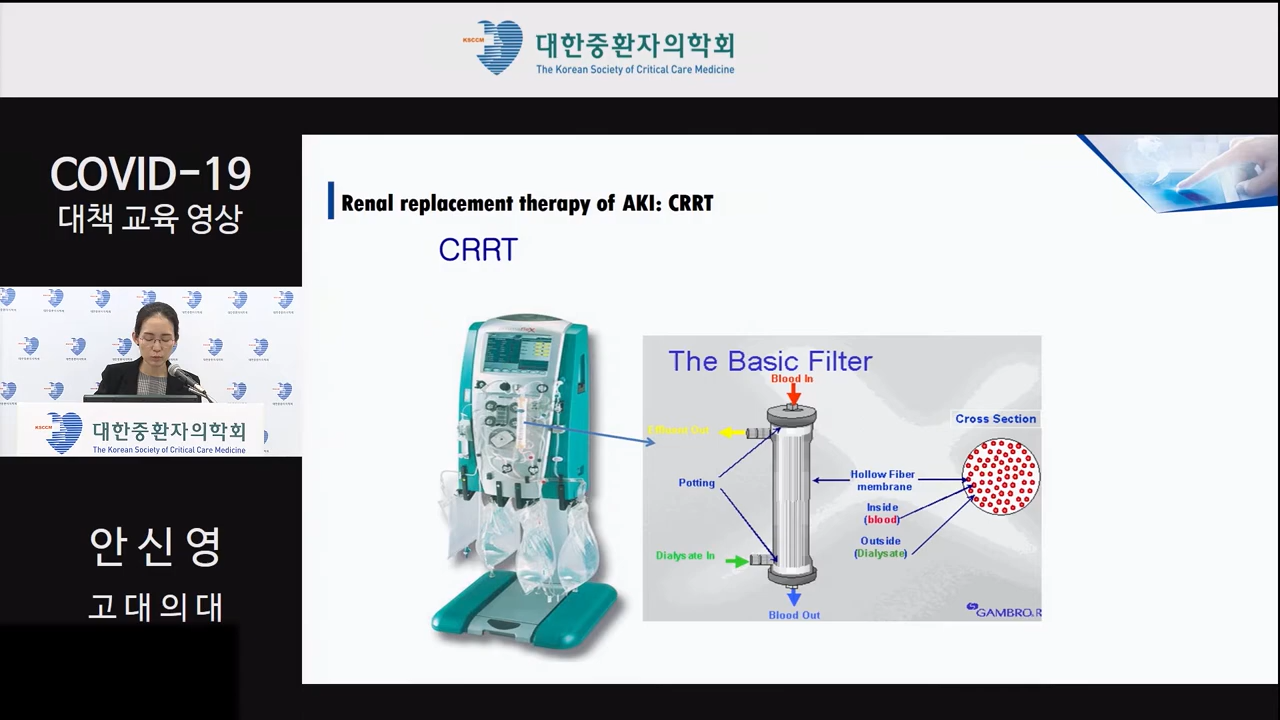 KSCCM
대한중환자의학회
The Korean Society of Critical Care Medicine
COVID-19
대책 교육 영상
Renal replacement therapy of AKI: CRRT
CRRT
The Basic Filter
Blood In
Effluent Out
Cross Section
Potting
Hollow Fiber
membrane
Inside
(blood)
Outside
(Dialysate)
Dialysate In
Blood Out
GAMBRO.R
KSCCM
대한중환자의학회
The Korean Society of Critical Care Medicine
안신영
고대의대